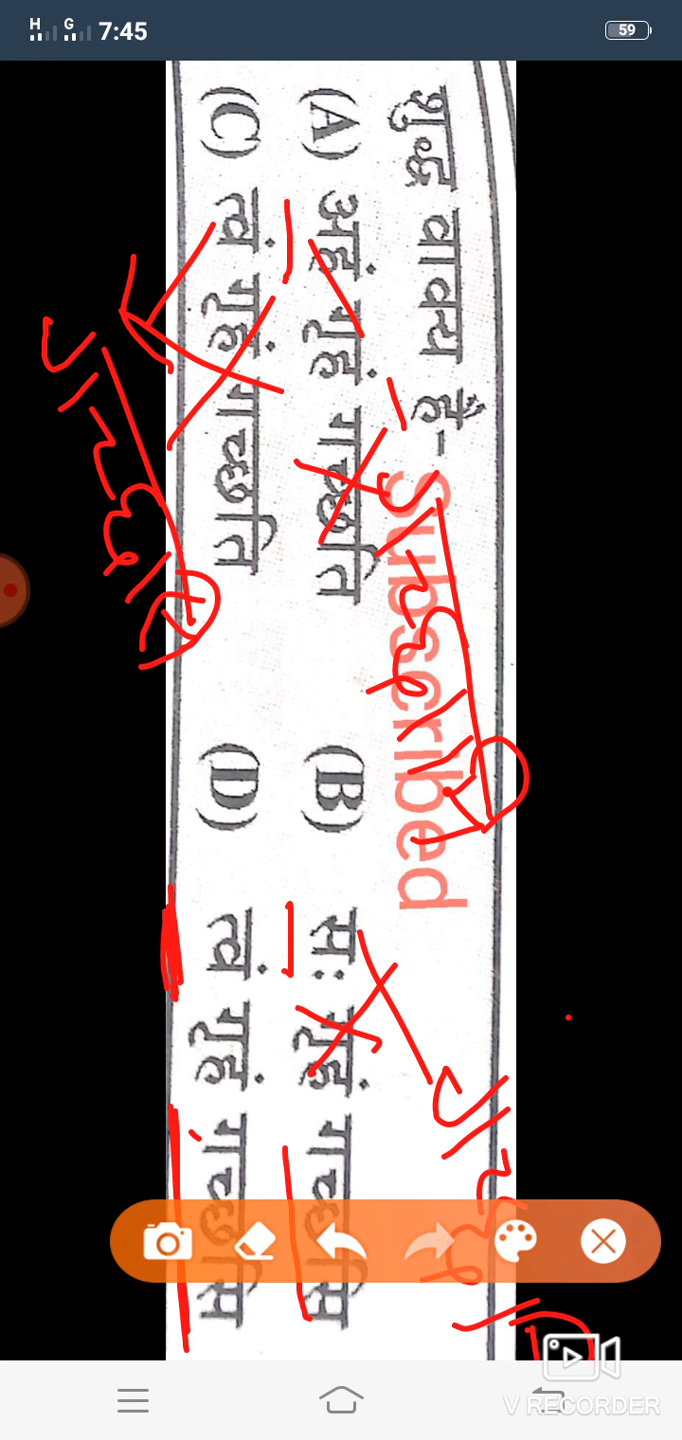 H G 7:45 59
शुद्ध वाक्य है-
Subscribed
(A) अहं गृहं गच्छति (B) सः गृहं गच्छसि
(C) त्वं गृहं गच्छति (D) त्वं गृहं गच्छसि
V RECORDER